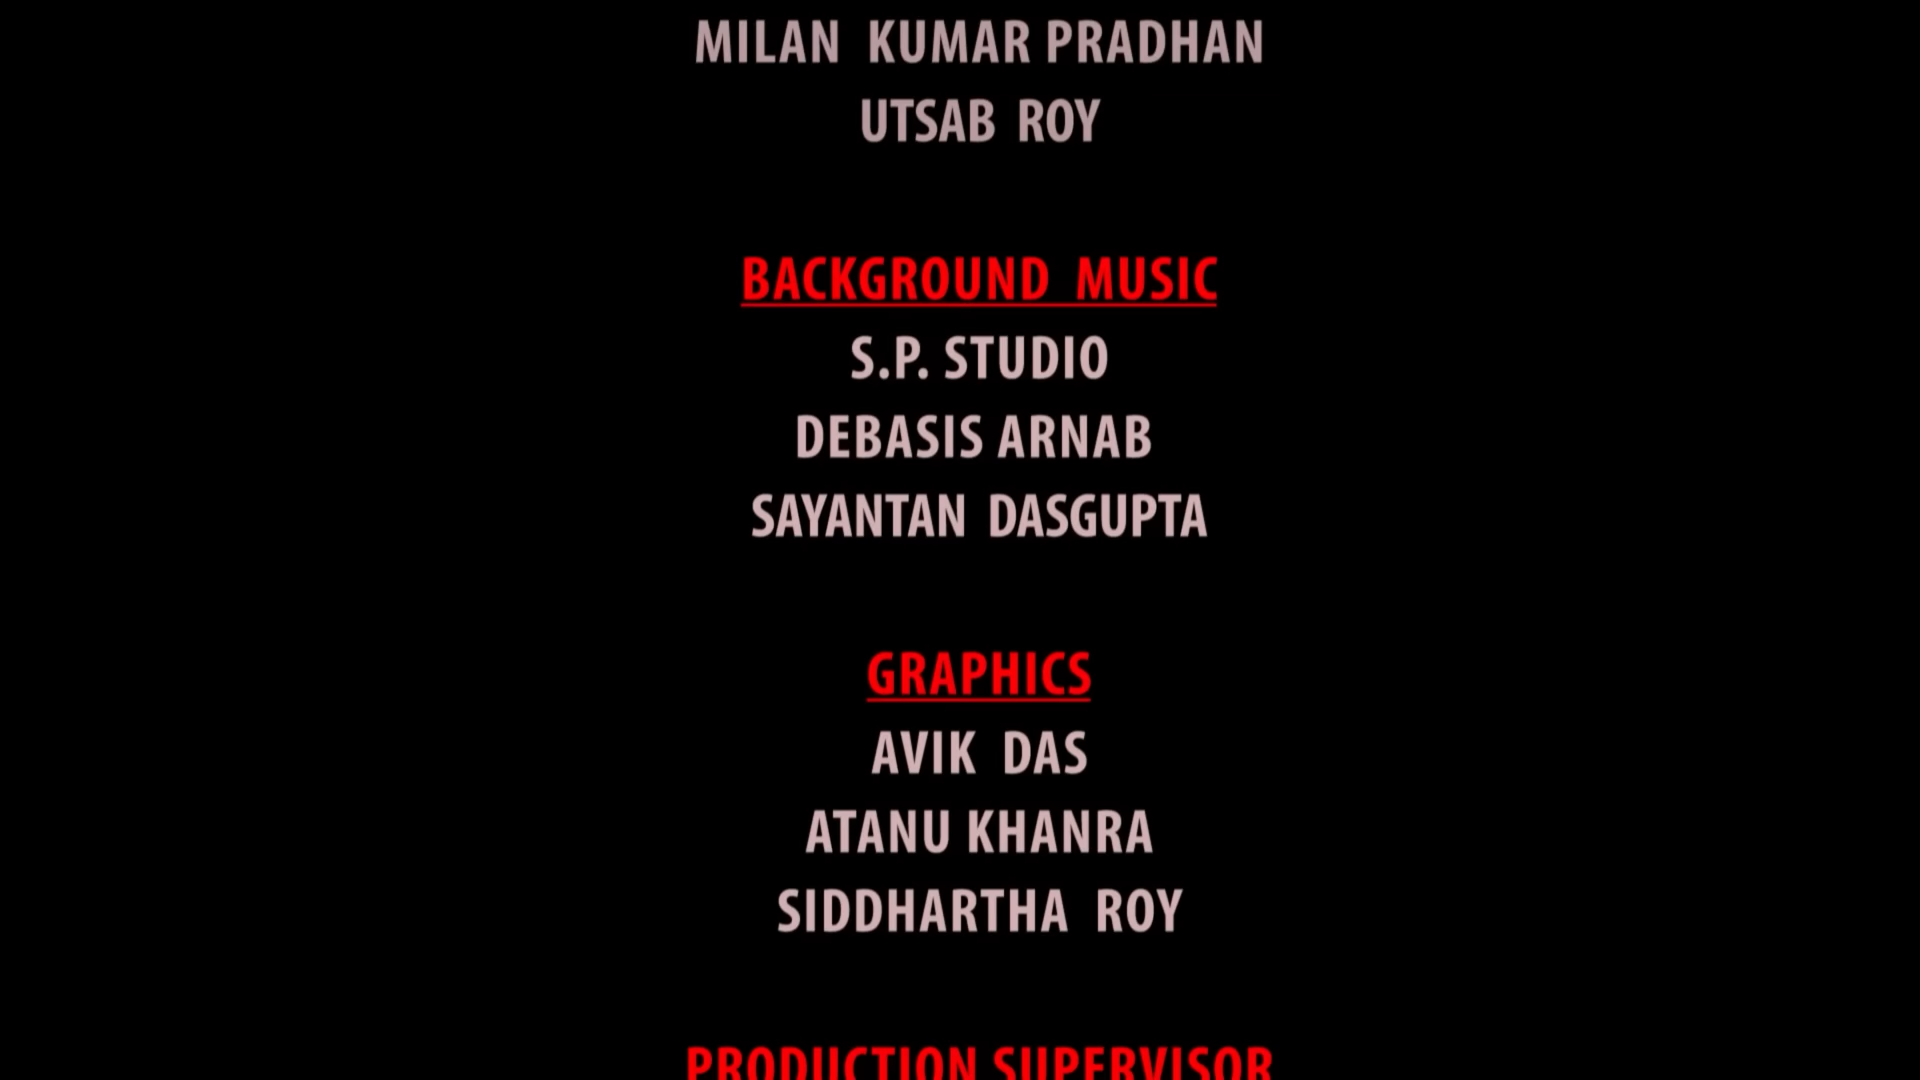 MILAN KUMAR PRADHAN
UTSAB ROY
BACKGROUND MUSIC
S.P. STUDIO
DEBASIS ARNAB
SAYANTAN DASGUPTA
GRAPHICS
AVIK DAS
ATANU KHANRA
SIDDHARTHA ROY
PRODUCTION SUPERVISOR